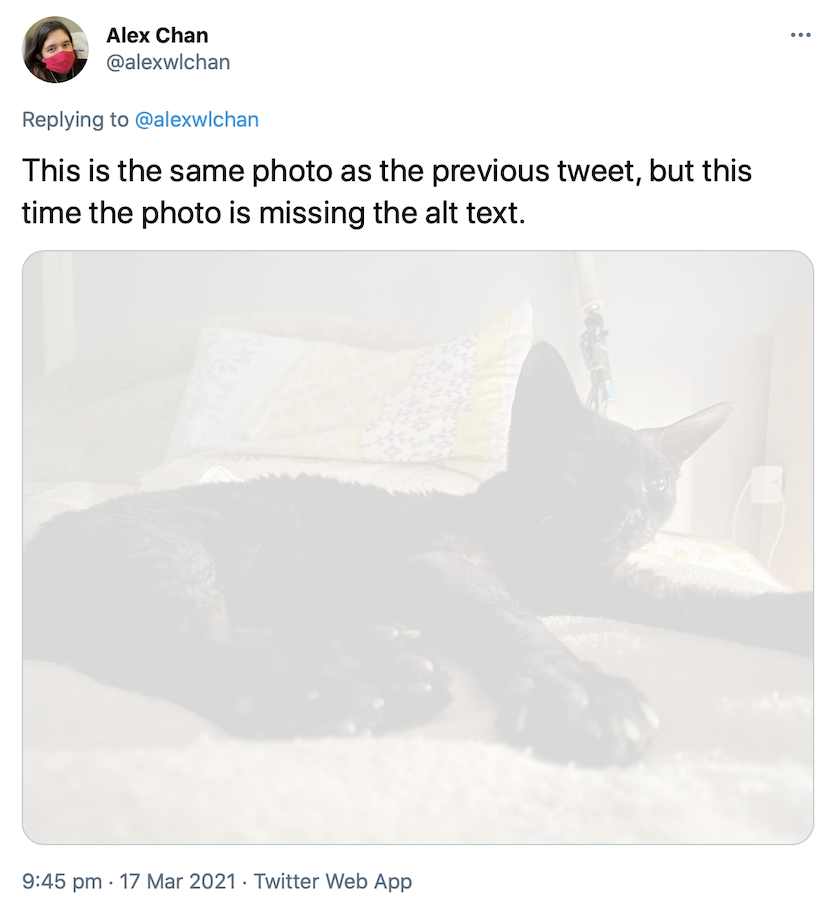 Alex Chan
@alexwlchan
Replying to @alexwlchan
This is the same photo as the previous tweet, but this
time the photo is missing the alt text.
9:45 pm · 17 Mar 2021 · Twitter Web App